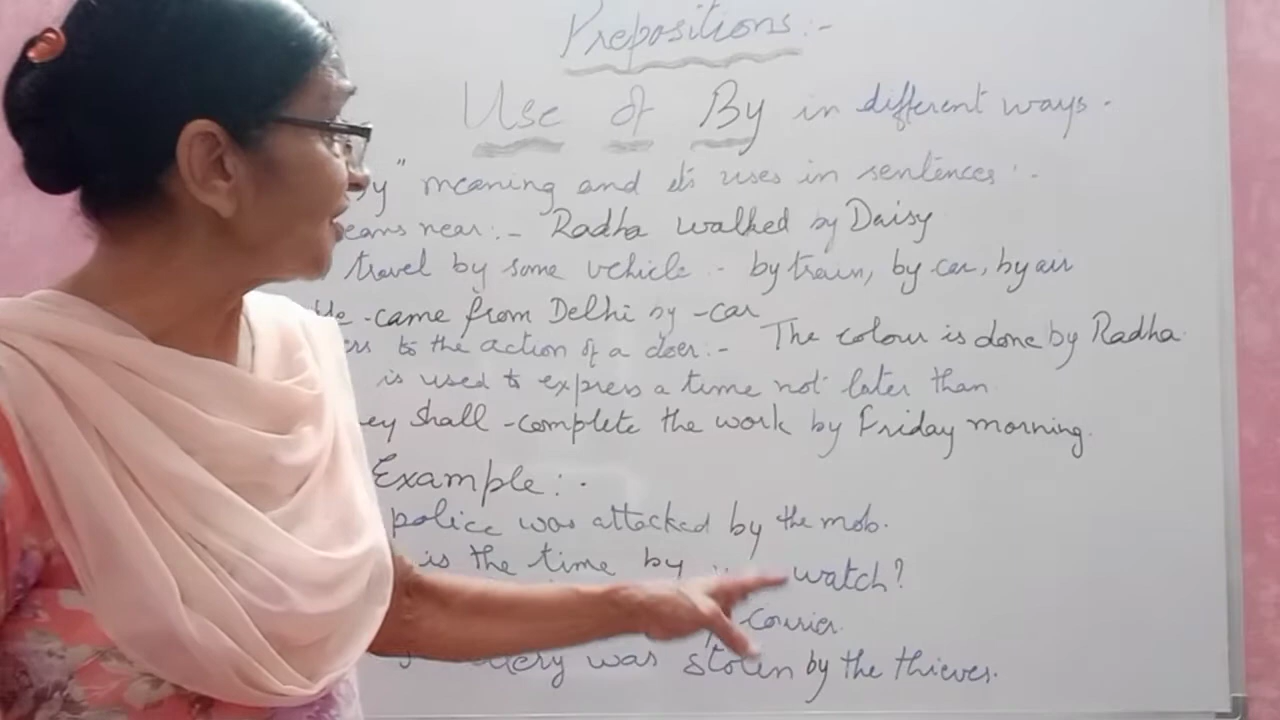 Prepositions:-
Use of By in different ways.
y" meaning and its uses in sentences:-
eans near:- Radha walked by Daisy
travel by some vehicle - by train, by car, by air
He came from Delhi by car
ers to the action of a doer:- The colour is done by Radha.
is used to express a time not later than
ey shall complete the work by Friday morning.
Example:-
police was attacked by the mob.
is the time by watch?
Courier.
was stolen by the thieves.